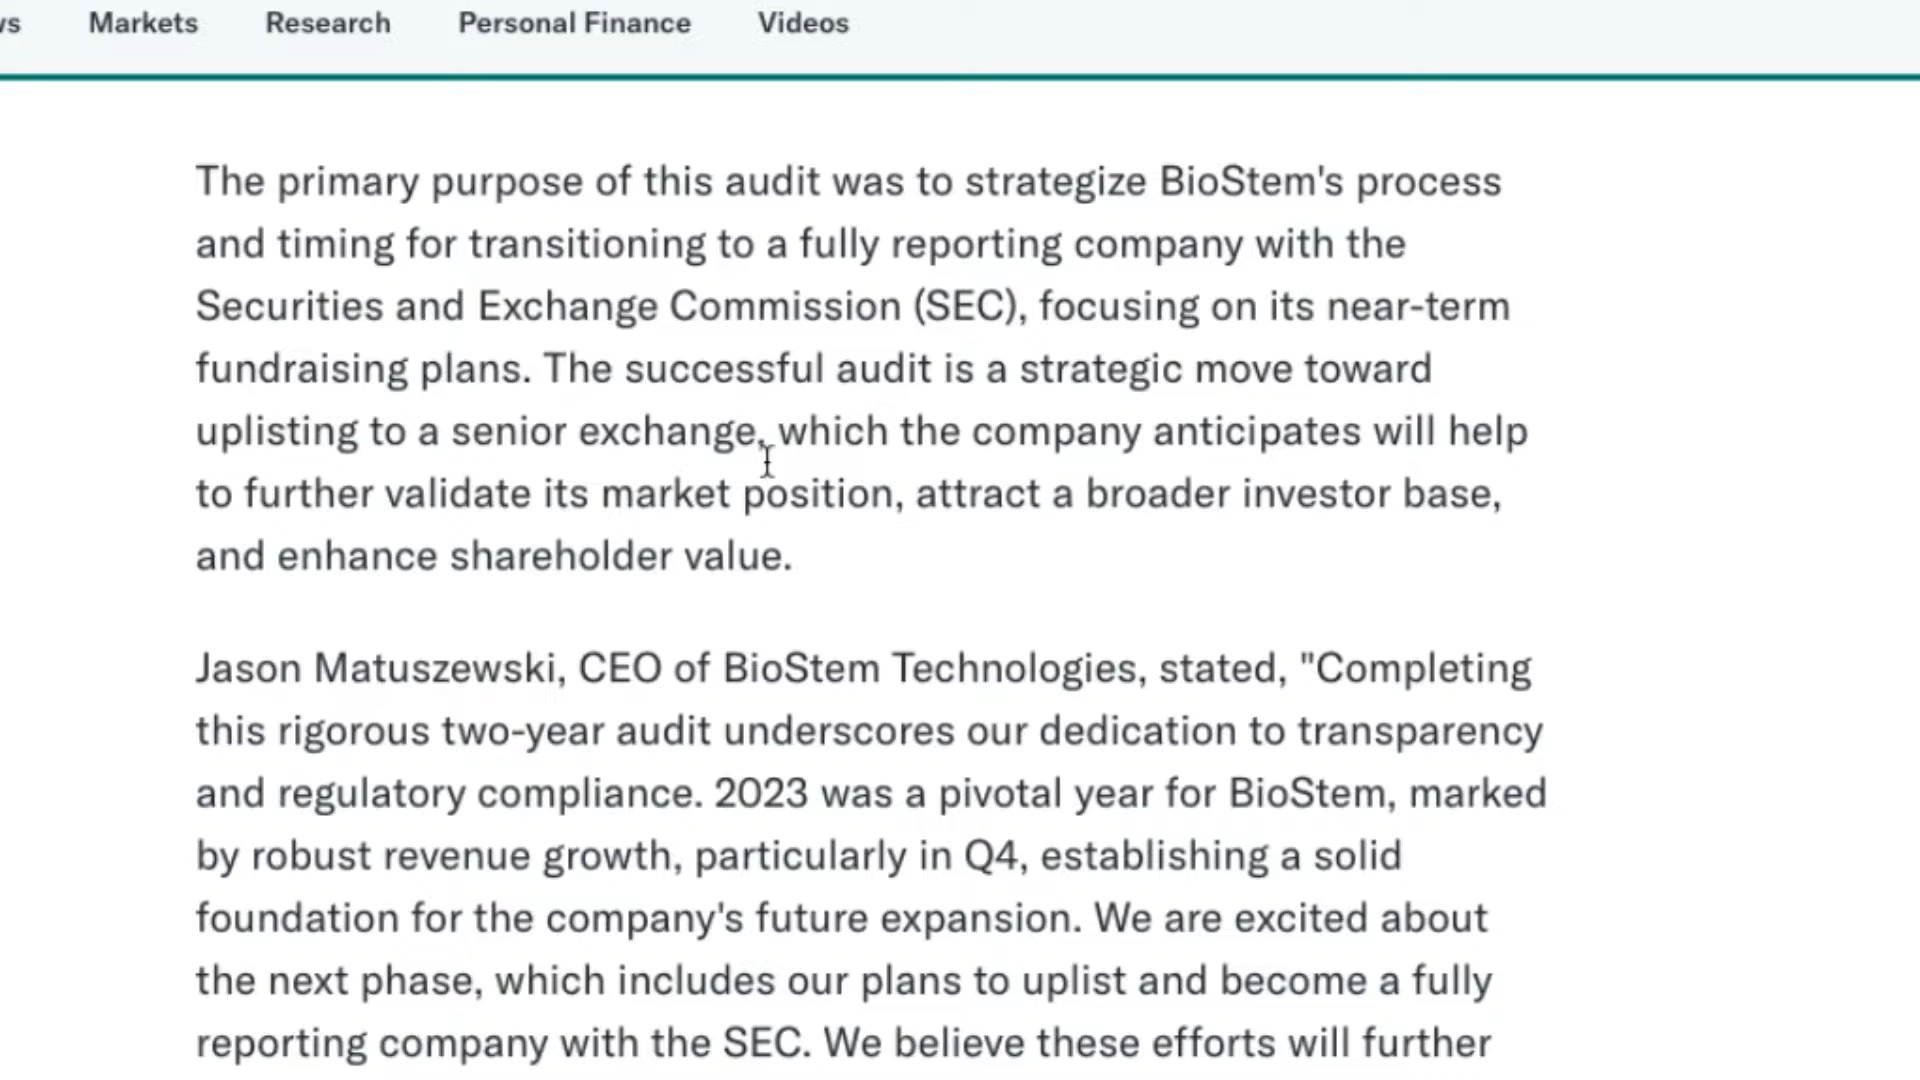 Markets Research Personal Finance Videos
The primary purpose of this audit was to strategize BioStem's process
and timing for transitioning to a fully reporting company with the
Securities and Exchange Commission (SEC), focusing on its near-term
fundraising plans. The successful audit is a strategic move toward
uplisting to a senior exchange, which the company anticipates will help
to further validate its market position, attract a broader investor base,
and enhance shareholder value.
Jason Matuszewski, CEO of BioStem Technologies, stated, "Completing
this rigorous two-year audit underscores our dedication to transparency
and regulatory compliance. 2023 was a pivotal year for BioStem, marked
by robust revenue growth, particularly in Q4, establishing a solid
foundation for the company's future expansion. We are excited about
the next phase, which includes our plans to uplist and become a fully
reporting company with the SEC. We believe these efforts will further